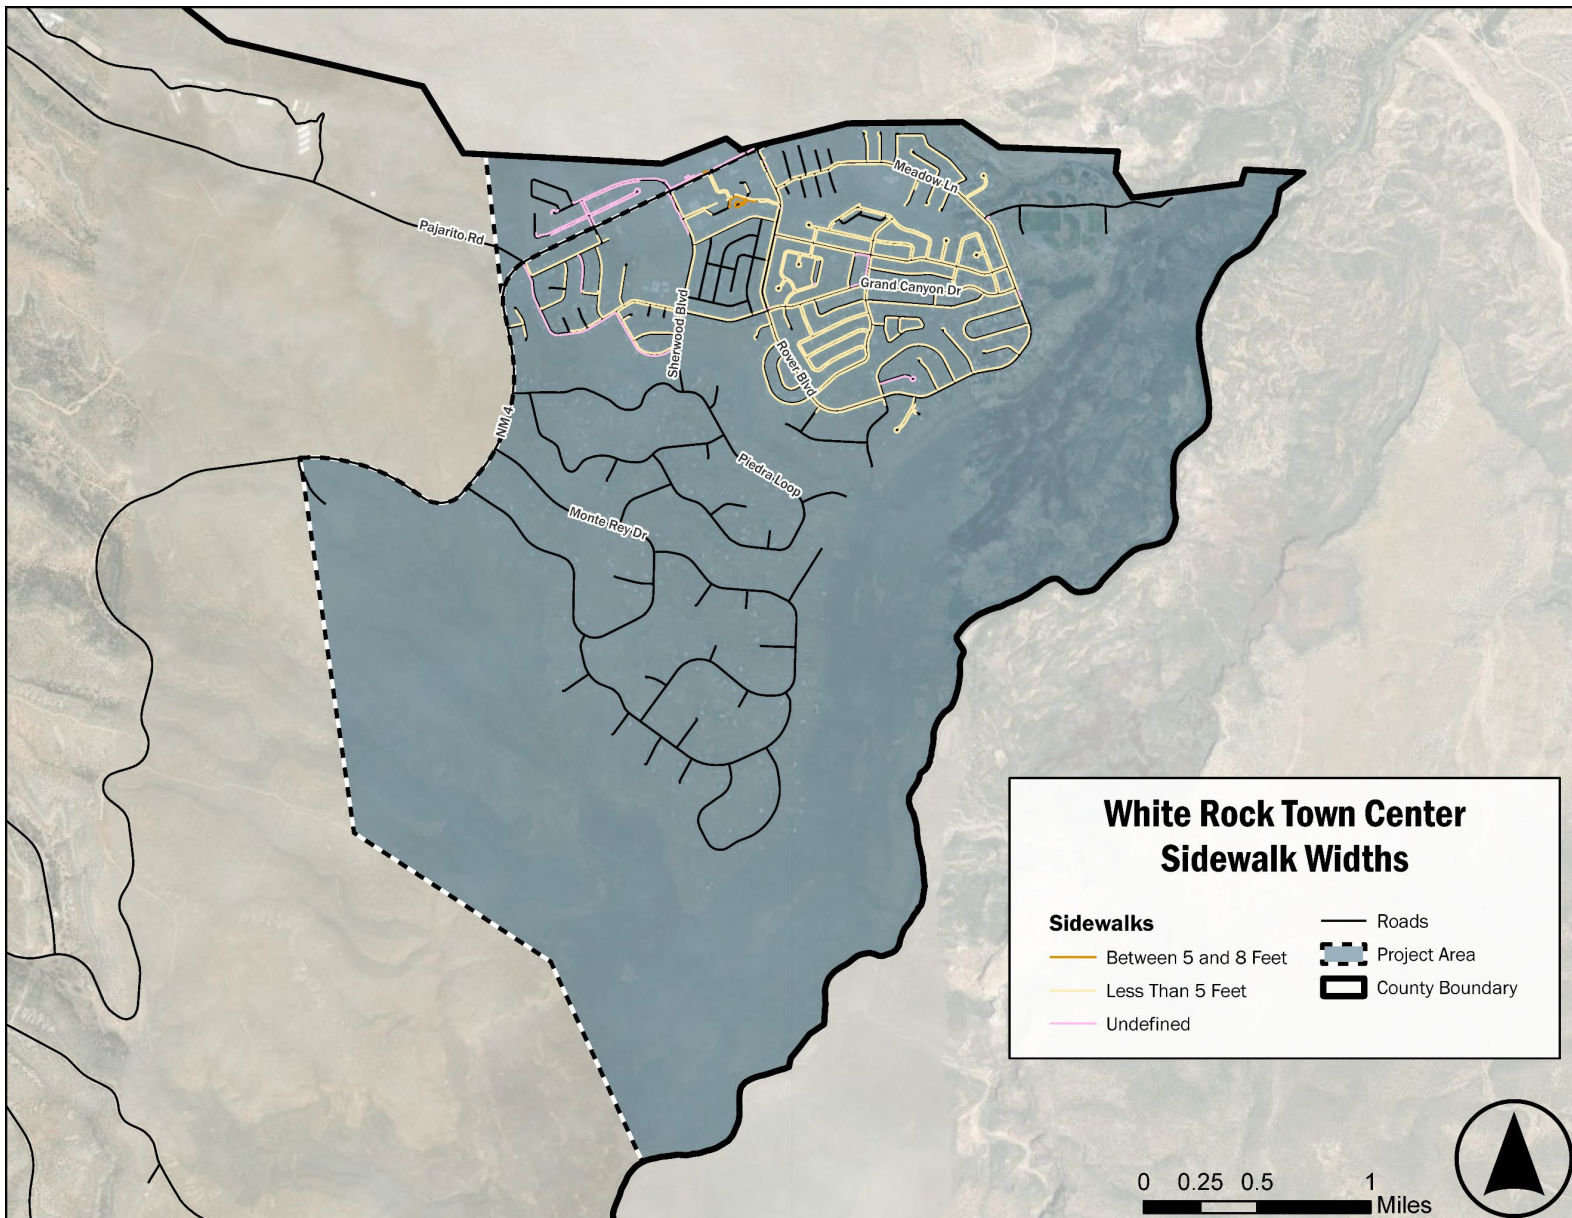 Meadow Ln
Pajarito Rd
Grand Canyon Dr
Sherwood Blvd
Rover Blvd
NM 4
Piedra Loop
Monte Rey Dr
White Rock Town Center
Sidewalk Widths
Sidewalks
Between 5 and 8 Feet
Less Than 5 Feet
Undefined
Roads
Project Area
County Boundary
0 0.25 0.5 1
Miles